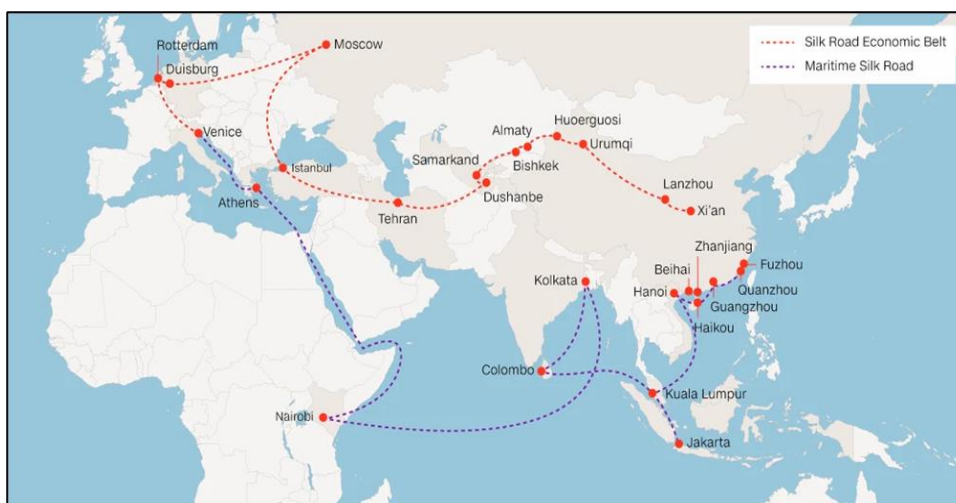 Rotterdam
Moscow
Silk Road Economic Belt
Duisburg
Maritime Silk Road
Venice
Almaty
Huoerguosi
Urumqi
Samarkand
Bishkek
Istanbul
Lanzhou
Athens
Dushanbe
Xi'an
Tehran
Zhanjiang
Beihai
Fuzhou
Kolkata
Hanoi
Quanzhou
Guangzhou
Haikou
Colombo
Kuala Lumpur
Nairobi
Jakarta